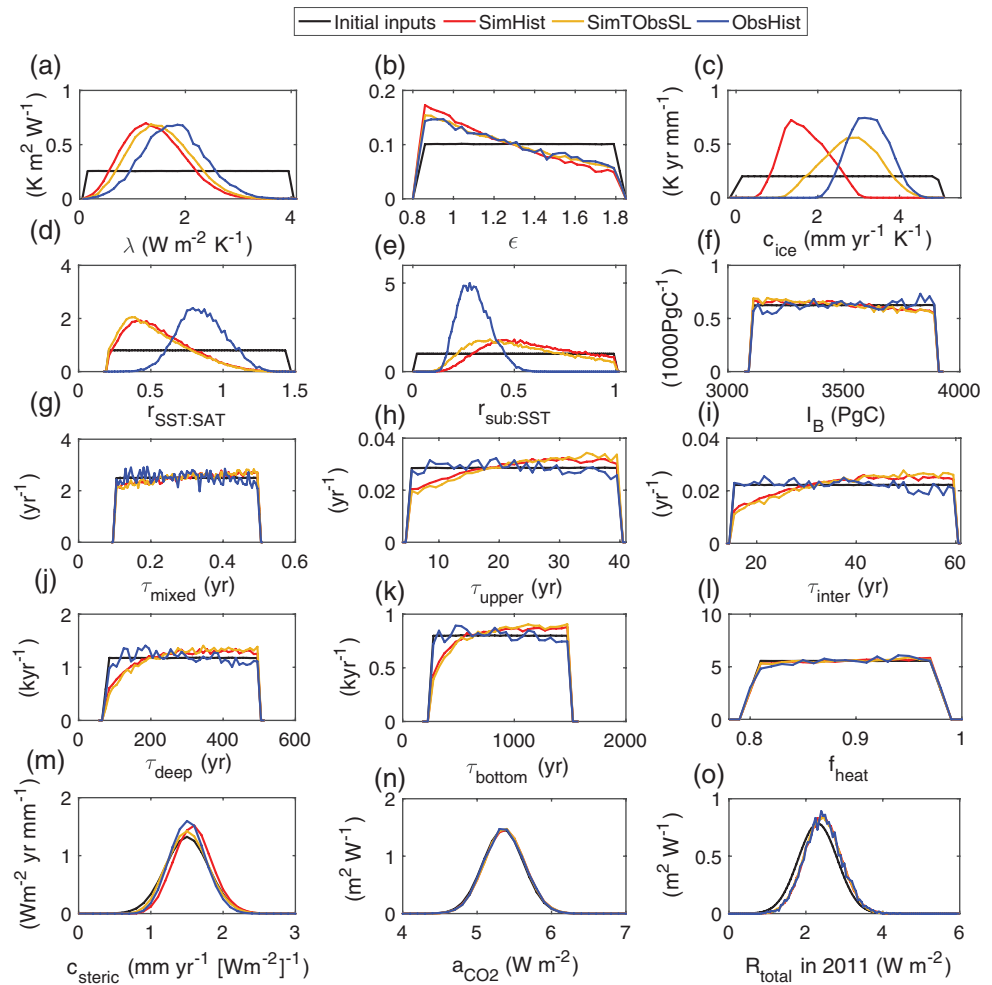 Initial inputs SimHist SimTObsSL ObsHist
(a) (b) (c)
(K m² W⁻¹)
1
0.5
0
0 2 4
λ (W m⁻² K⁻¹)
0.2
0.1
0
0.8 1 1.2 1.4 1.6 1.8
ϵ
(K yr mm⁻¹)
1
0.5
0
0 2 4
c_ice (mm yr⁻¹ K⁻¹)
(d) (e) (f)
4
2
0
0 0.5 1 1.5
r_SST:SAT
5
0
0 0.5 1
r_sub:SST
(1000PgC⁻¹)
1
0.5
0
3000 3500 4000
I_B (PgC)
(g) (h) (i)
(yr⁻¹)
4
2
0
0 0.2 0.4 0.6
τ_mixed (yr)
(yr⁻¹)
0.04
0.02
0
10 20 30 40
τ_upper (yr)
(yr⁻¹)
0.04
0.02
0
20 40 60
τ_inter (yr)
(j) (k) (l)
(kyr⁻¹)
2
1
0
0 200 400 600
τ_deep (yr)
(kyr⁻¹)
1
0.5
0
0 1000 2000
τ_bottom (yr)
10
5
0
0.8 0.9 1
f_heat
(m) (n) (o)
(Wm⁻² yr mm⁻¹)
2
1
0
0 1 2 3
c_steric (mm yr⁻¹ [Wm⁻²]⁻¹)
(m² W⁻¹)
2
1
0
4 5 6 7
a_CO2 (W m⁻²)
(m² W⁻¹)
1
0.5
0
0 2 4 6
R_total in 2011 (W m⁻²)